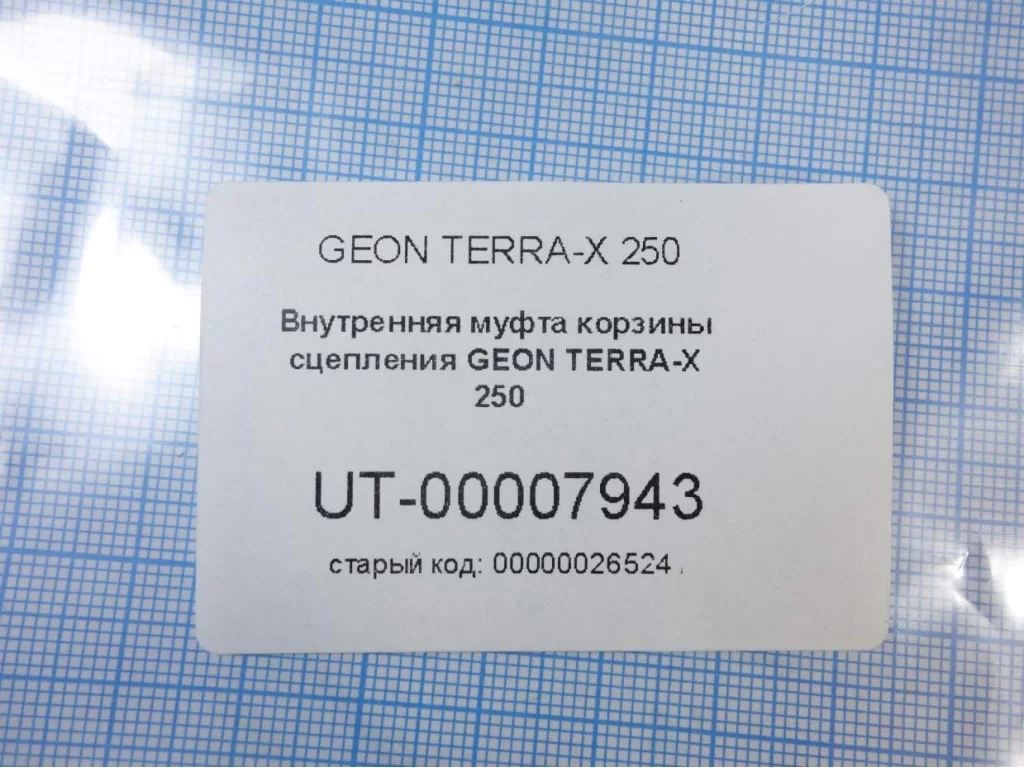 GEON TERRA-X 250
Внутренняя муфта корзины
сцепления GEON TERRA-X
250
UT-00007943
старый код: 00000026524